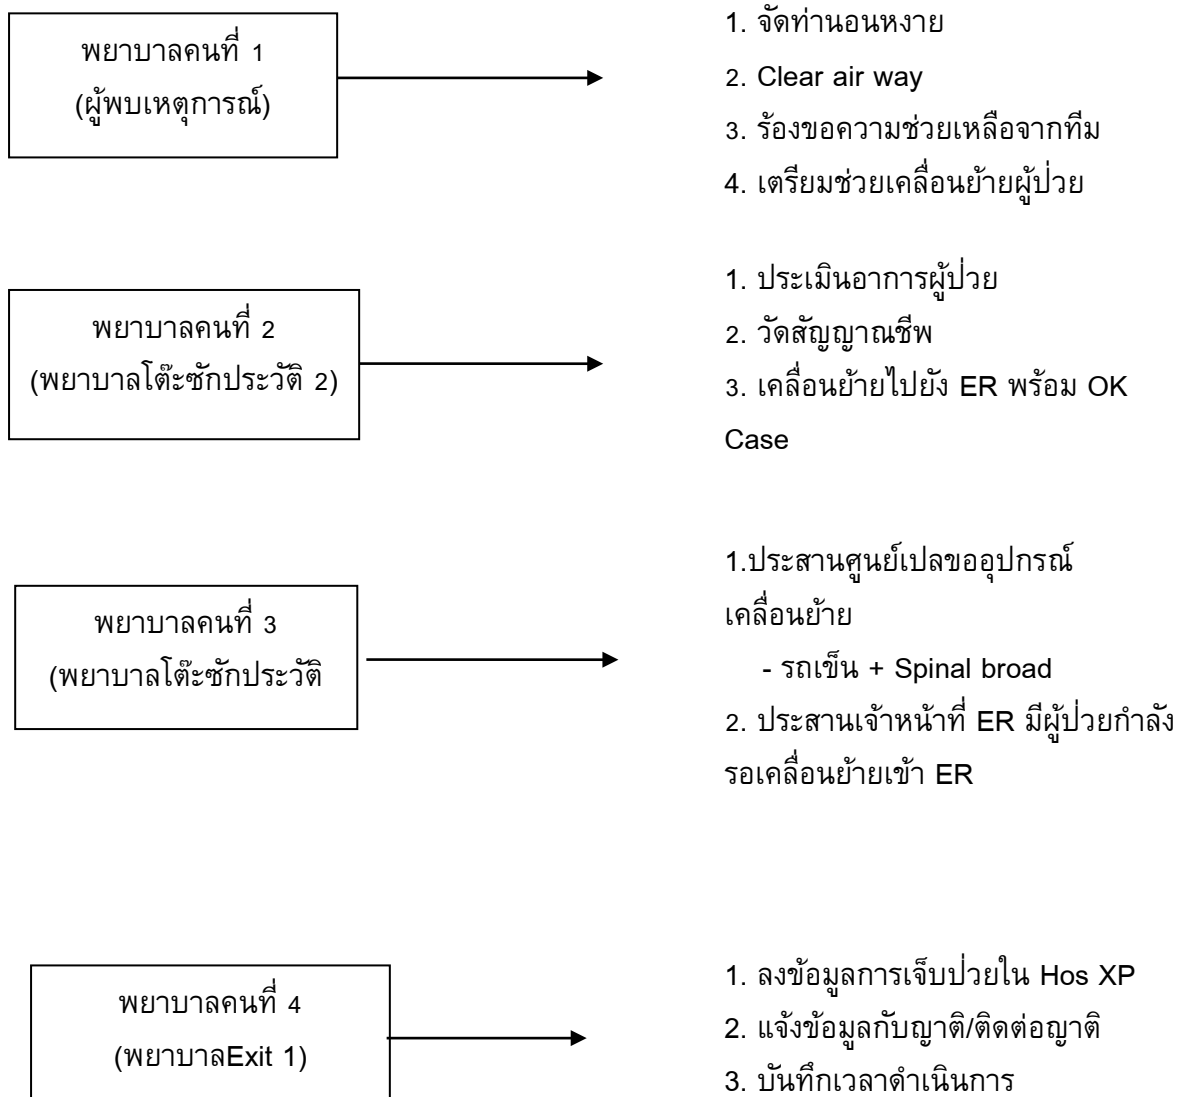 พยาบาลคนที่ 1
(ผู้พบเหตุการณ์)
1. จัดท่านอนหงาย
2. Clear air way
3. ร้องขอความช่วยเหลือจากทีม
4. เตรียมช่วยเคลื่อนย้ายผู้ป่วย
พยาบาลคนที่ 2
(พยาบาลโต๊ะซักประวัติ 2)
1. ประเมินอาการผู้ป่วย
2. วัดสัญญาณชีพ
3. เคลื่อนย้ายไปยัง ER พร้อม OK
Case
พยาบาลคนที่ 3
(พยาบาลโต๊ะซักประวัติ
1.ประสานศูนย์เปลขออุปกรณ์
เคลื่อนย้าย
- รถเข็น + Spinal broad
2. ประสานเจ้าหน้าที่ ER มีผู้ป่วยกำลัง
รอเคลื่อนย้ายเข้า ER
พยาบาลคนที่ 4
(พยาบาลExit 1)
1. ลงข้อมูลการเจ็บป่วยใน Hos XP
2. แจ้งข้อมูลกับญาติ/ติดต่อญาติ
3. บันทึกเวลาดำเนินการ